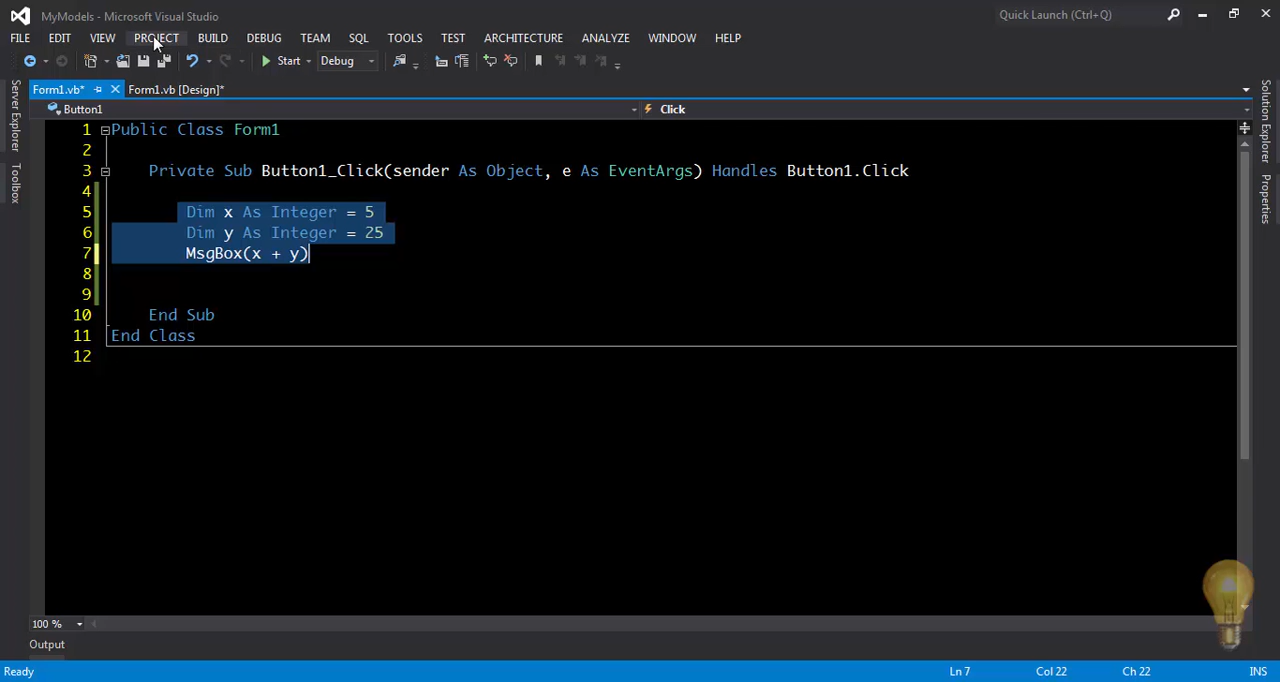 MyModels - Microsoft Visual Studio
Quick Launch (Ctrl+Q)
FILE EDIT VIEW PROJECT BUILD DEBUG TEAM SQL TOOLS TEST ARCHITECTURE ANALYZE WINDOW HELP
Start Debug
Form1.vb* Form1.vb [Design]*
Button1 Click
Server Explorer
Toolbox
Solution Explorer
Properties
1 Public Class Form1
2
3 Private Sub Button1_Click(sender As Object, e As EventArgs) Handles Button1.Click
4
5 Dim x As Integer = 5
6 Dim y As Integer = 25
7 MsgBox(x + y)
8
9
10 End Sub
11 End Class
12
100 %
Output
Ready Ln 7 Col 22 Ch 22 INS